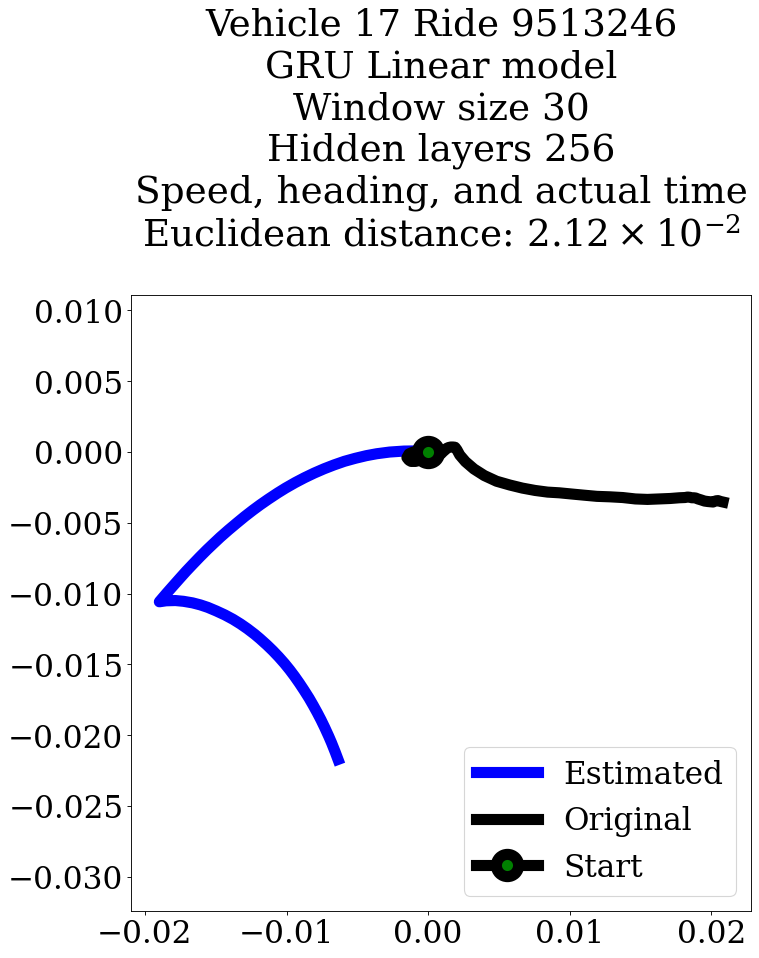 Vehicle 17 Ride 9513246
GRU Linear model
Window size 30
Hidden layers 256
Speed, heading, and actual time
Euclidean distance: 2.12 × 10⁻²
0.010
0.005
0.000
−0.005
−0.010
−0.015
−0.020
−0.025
−0.030
Estimated
Original
Start
−0.02 −0.01 0.00 0.01 0.02